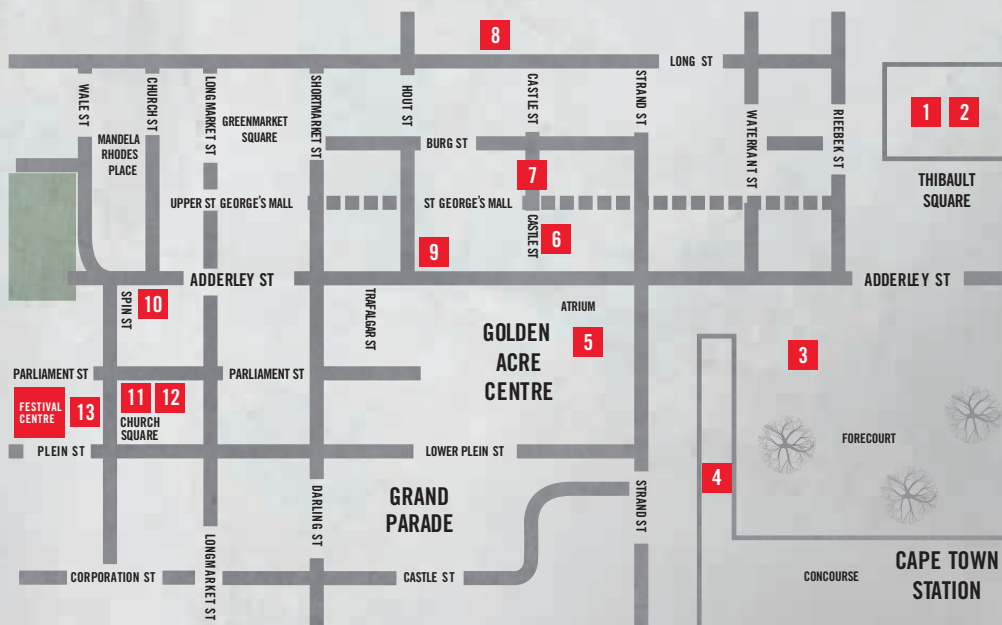 8
LONG ST
WALE ST
CHURCH ST
LONGMARKET ST
SHORTMARKET ST
HOUT ST
CASTLE ST
STRAND ST
WATERKANT ST
RIEEBEK ST
1
2
GREENMARKET
SQUARE
MANDELA
RHODES
PLACE
BURG ST
7
THIBAULT
SQUARE
UPPER ST GEORGE'S MALL
ST GEORGE'S MALL
CASTLE ST
6
9
ADDERLEY ST
ADDERLEY ST
SPIN ST
10
TRAFALGAR ST
ATRIUM
5
GOLDEN
ACRE
CENTRE
3
PARLIAMENT ST
PARLIAMENT ST
FESTIVAL
CENTRE
13
11
12
CHURCH
SQUARE
FORECOURT
PLEIN ST
LOWER PLEIN ST
4
GRAND
PARADE
DARLING ST
STRAND ST
LONGMARKET ST
CORPORATION ST
CASTLE ST
CONCOURSE
CAPE TOWN
STATION